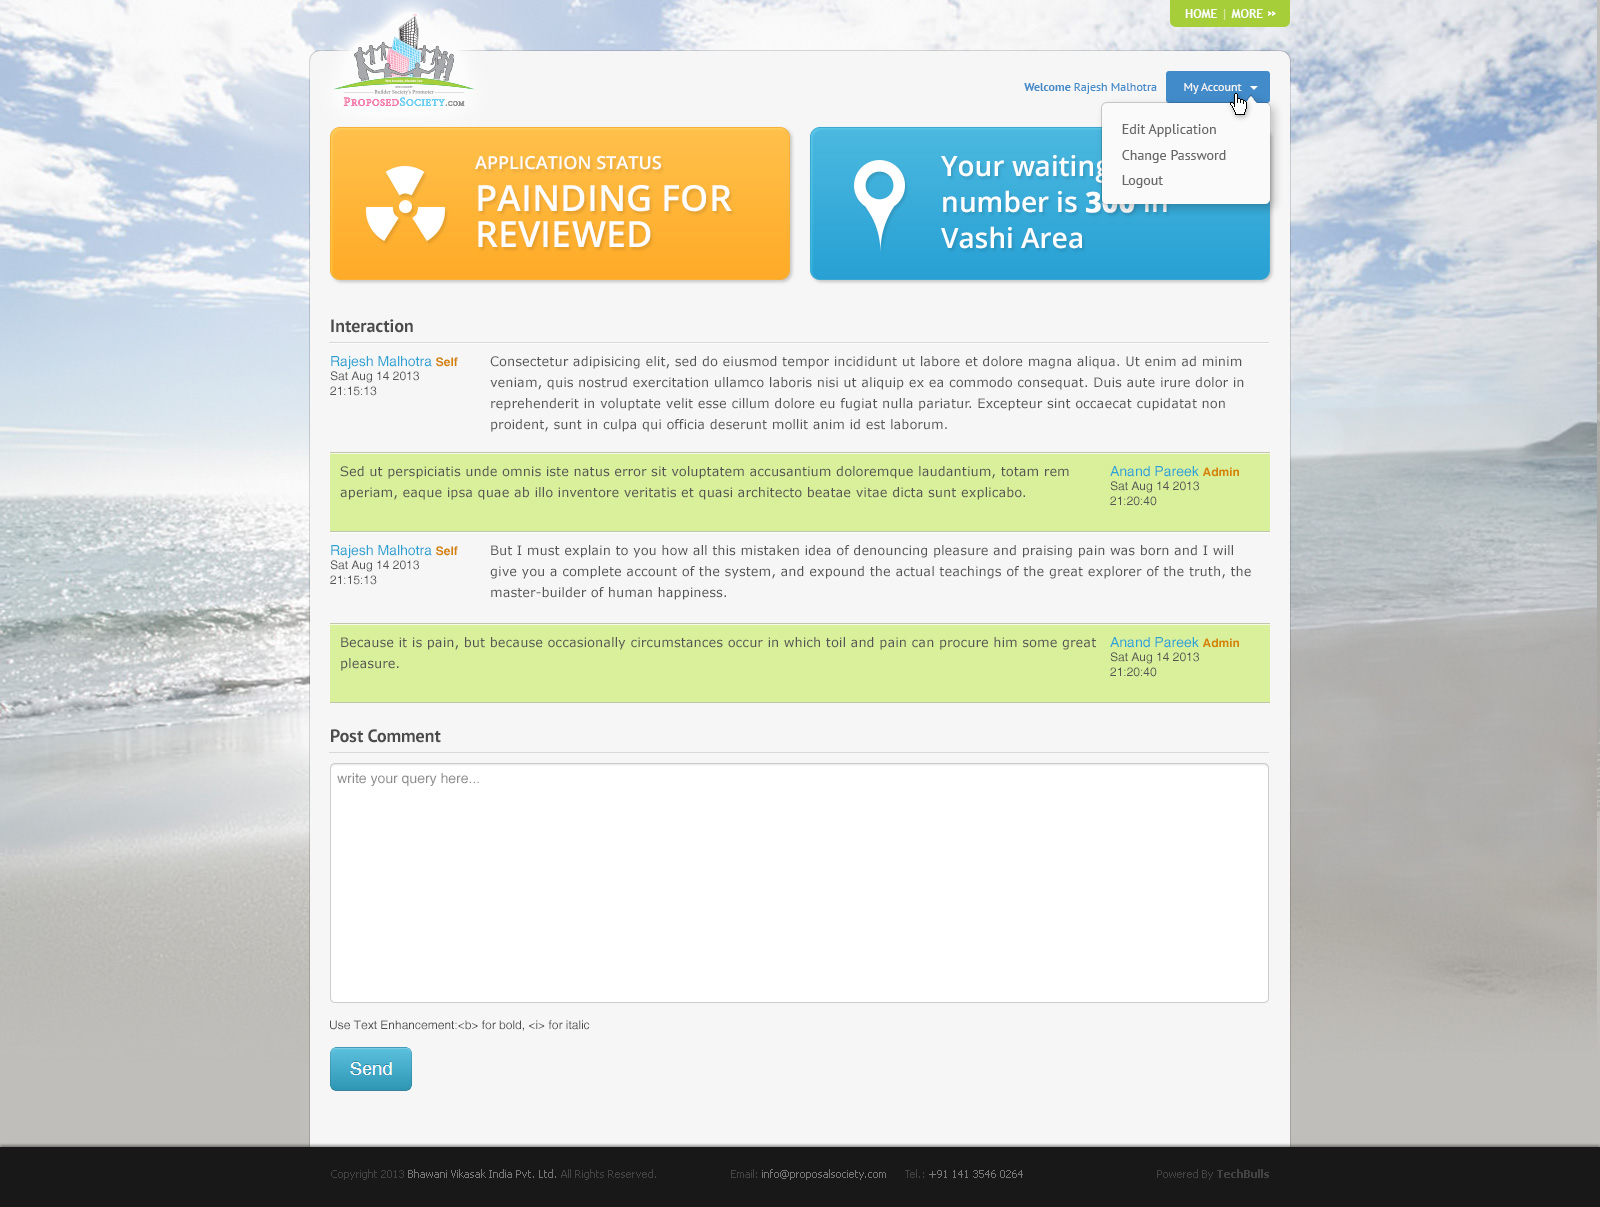 HOME | MORE »
Builder Society's Promoter
PROPOSEDSOCIETY.COM
Welcome Rajesh Malhotra
My Account
Edit Application
Change Password
Logout
APPLICATION STATUS
PAINDING FOR
REVIEWED
Your waiting
number is 300 in
Vashi Area
Interaction
Rajesh Malhotra Self
Sat Aug 14 2013
21:15:13
Consectetur adipisicing elit, sed do eiusmod tempor incididunt ut labore et dolore magna aliqua. Ut enim ad minim
veniam, quis nostrud exercitation ullamco laboris nisi ut aliquip ex ea commodo consequat. Duis aute irure dolor in
reprehenderit in voluptate velit esse cillum dolore eu fugiat nulla pariatur. Excepteur sint occaecat cupidatat non
proident, sunt in culpa qui officia deserunt mollit anim id est laborum.
Sed ut perspiciatis unde omnis iste natus error sit voluptatem accusantium doloremque laudantium, totam rem
aperiam, eaque ipsa quae ab illo inventore veritatis et quasi architecto beatae vitae dicta sunt explicabo.
Anand Pareek Admin
Sat Aug 14 2013
21:20:40
Rajesh Malhotra Self
Sat Aug 14 2013
21:15:13
But I must explain to you how all this mistaken idea of denouncing pleasure and praising pain was born and I will
give you a complete account of the system, and expound the actual teachings of the great explorer of the truth, the
master-builder of human happiness.
Because it is pain, but because occasionally circumstances occur in which toil and pain can procure him some great
pleasure.
Anand Pareek Admin
Sat Aug 14 2013
21:20:40
Post Comment
write your query here...
Use Text Enhancement:<b> for bold, <i> for italic
Send
Copyright 2013 Bhawani Vikasak India Pvt. Ltd. All Rights Reserved.
Email: info@proposalsociety.com
Tel.: +91 141 3546 0264
Powered By TechBulls